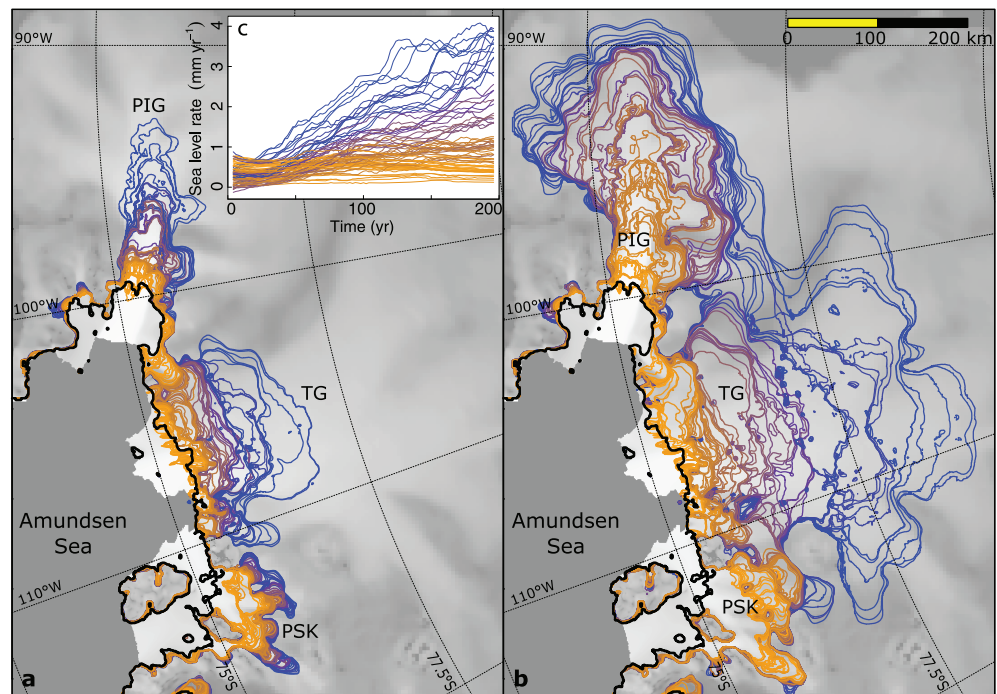 90°W
PIG
C
Sea level rate (mm yr⁻¹)
4
3
2
1
0
0
100
200
Time (yr)
100°W
TG
Amundsen
Sea
110°W
PSK
75°S
77.5°S
a
90°W
0
100
200 km
PIG
100°W
TG
Amundsen
Sea
110°W
PSK
75°S
77.5°S
b